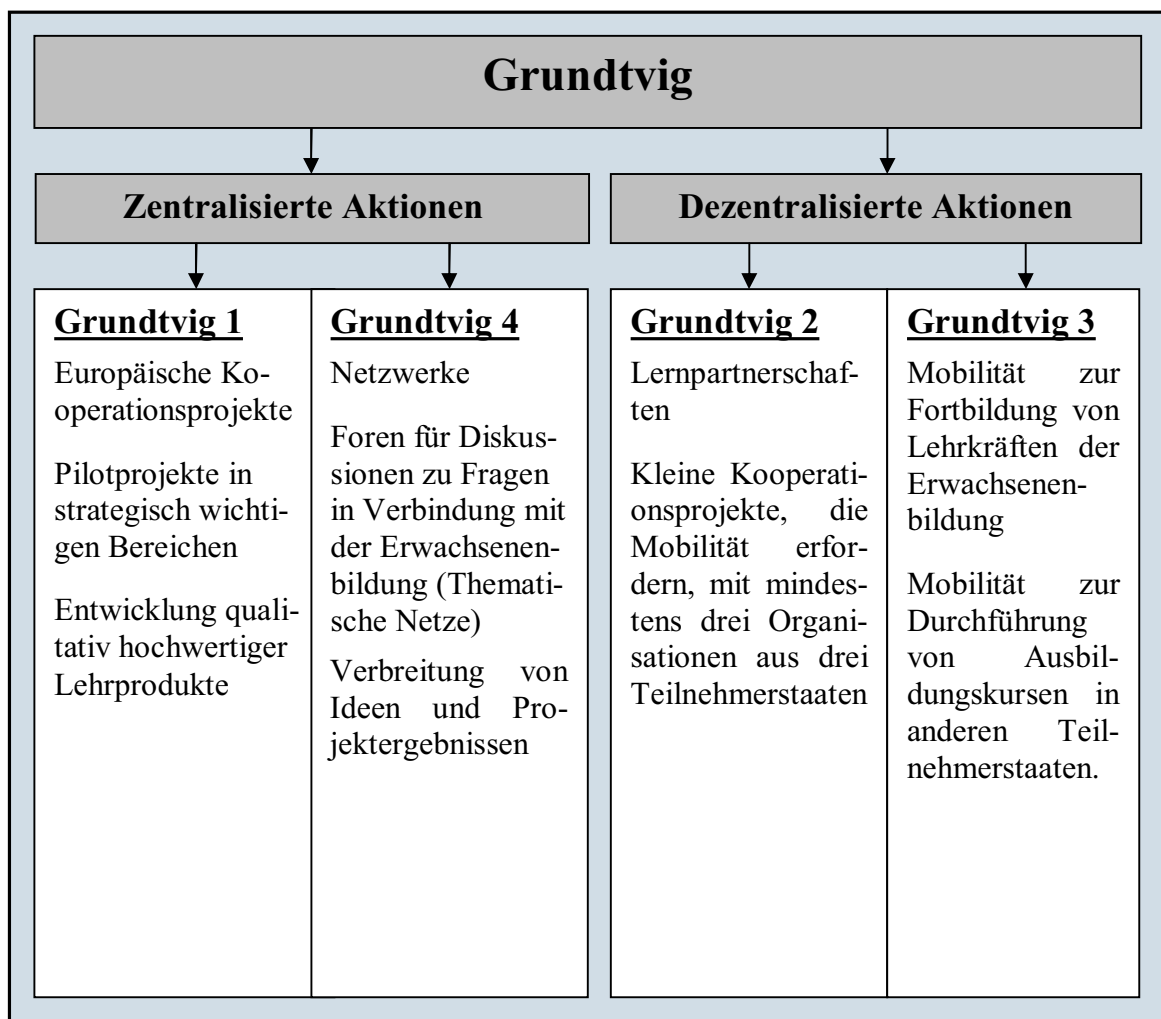 Grundtvig
Zentralisierte Aktionen
Dezentralisierte Aktionen
Grundtvig 1
Europäische Ko-
operationsprojekte
Pilotprojekte in
strategisch wichti-
gen Bereichen
Entwicklung quali-
tativ hochwertiger
Lehrprodukte
Grundtvig 4
Netzwerke
Foren für Diskus-
sionen zu Fragen
in Verbindung mit
der Erwachsenen-
bildung (Themati-
sche Netze)
Verbreitung von
Ideen und Pro-
jektergebnissen
Grundtvig 2
Lernpartnerschaf-
ten
Kleine Kooperati-
onsprojekte, die
Mobilität erfor-
dern, mit mindes-
tens drei Organi-
sationen aus drei
Teilnehmerstaaten
Grundtvig 3
Mobilität zur
Fortbildung von
Lehrkräften der
Erwachsenen-
bildung
Mobilität zur
Durchführung
von Ausbil-
dungskursen in
anderen Teil-
nehmerstaaten.